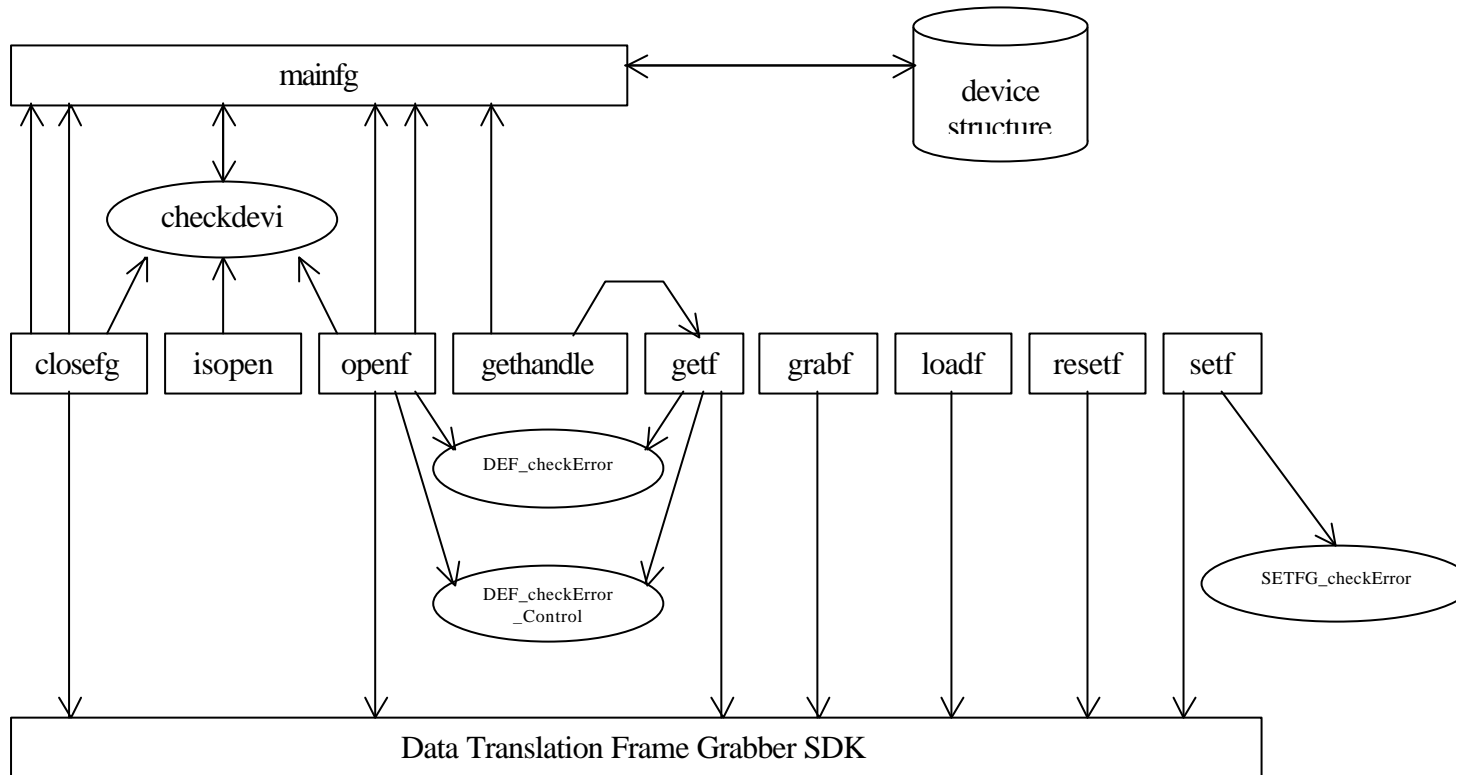 mainfg
device
structure
checkdevi
closefg
isopen
openf
gethandle
getf
grabf
loadf
resetf
setf
DEF_checkError
SETFG_checkError
DEF_checkError
_Control
Data Translation Frame Grabber SDK